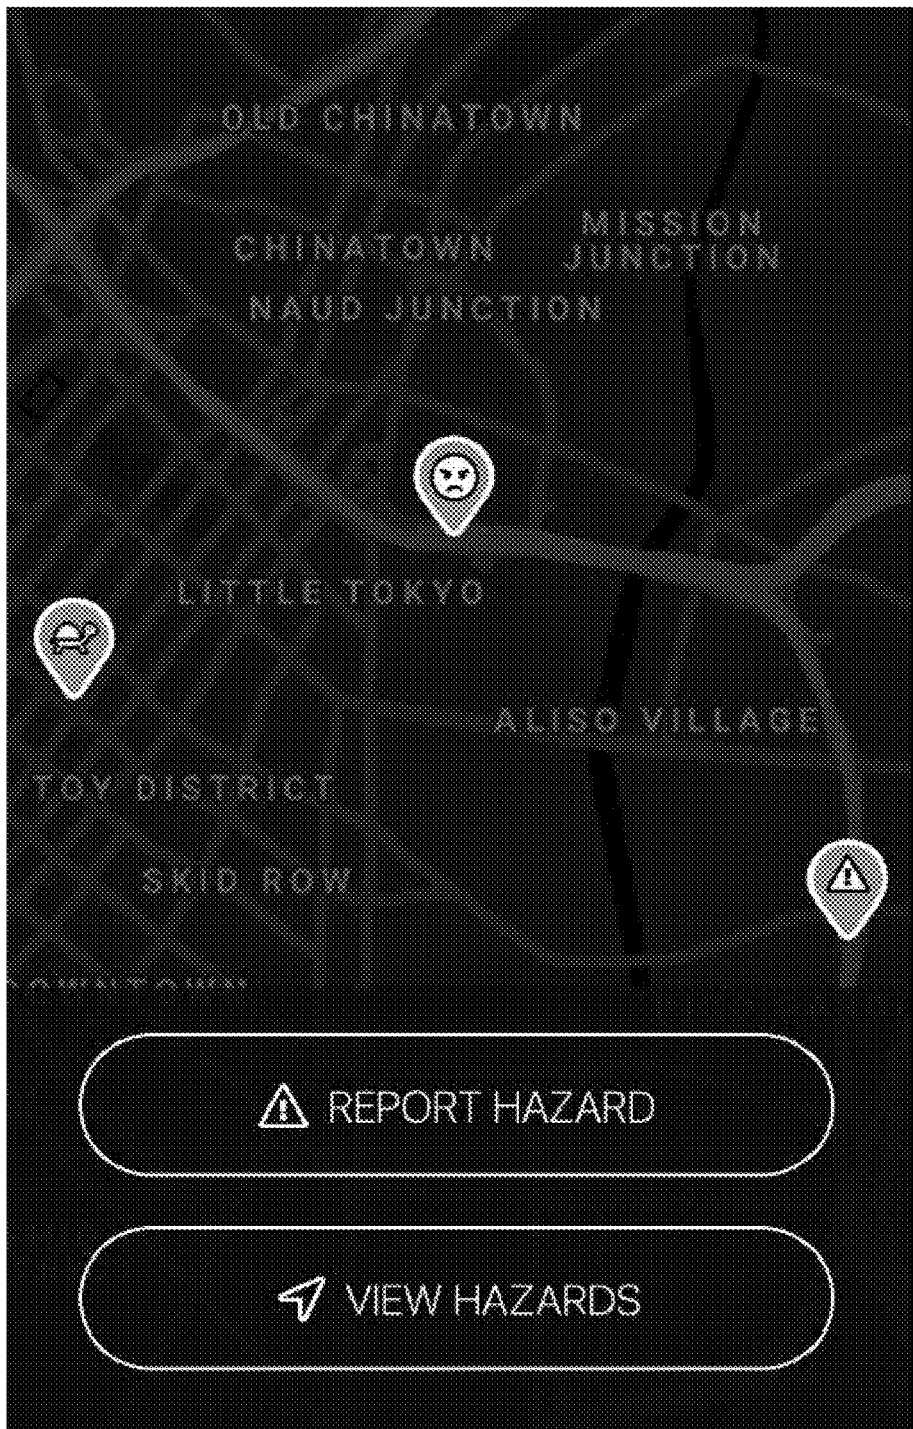 OLD CHINATOWN
MISSION
JUNCTION
CHINATOWN
NAUD JUNCTION
LITTLE TOKYO
ALISO VILLAGE
TOY DISTRICT
SKID ROW
DOWNTOWN
REPORT HAZARD
VIEW HAZARDS